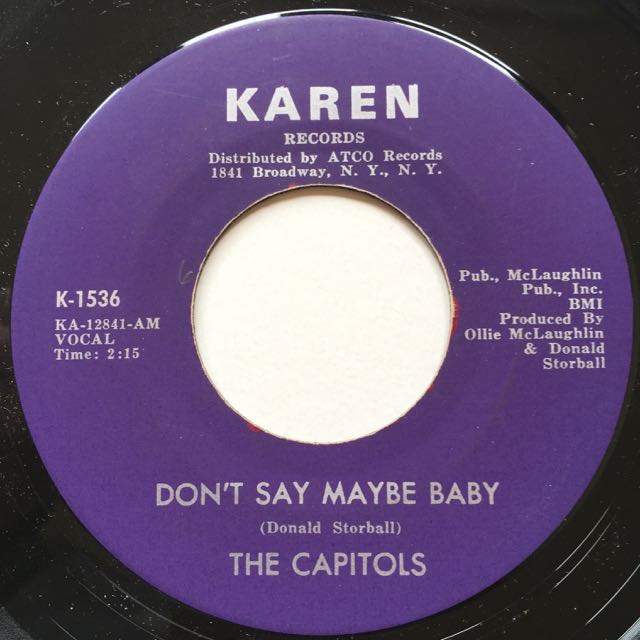 KAREN
RECORDS
Distributed by ATCO Records
1841 Broadway, N. Y., N. Y.
K-1536
KA-12841-AM
VOCAL
Time: 2:15
Pub., McLaughlin
Pub., Inc.
BMI
Produced By
Ollie McLaughlin
& Donald
Storball
DON'T SAY MAYBE BABY
(Donald Storball)
THE CAPITOLS